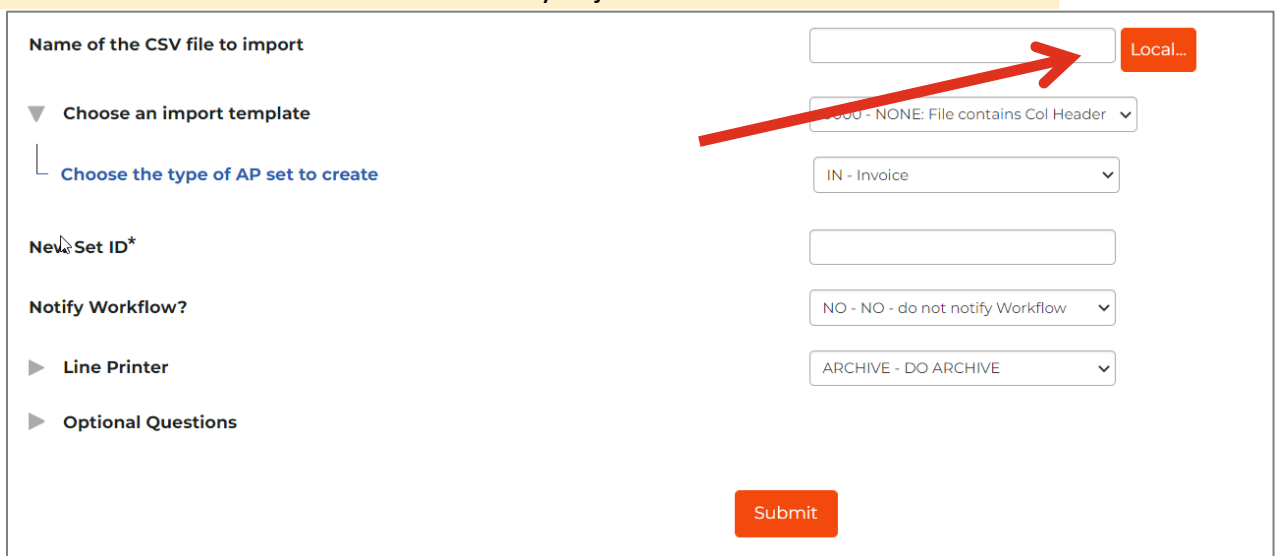 Name of the CSV file to import
Local...
Choose an import template
- NONE: File contains Col Header
Choose the type of AP set to create
IN - Invoice
New Set ID*
Notify Workflow?
NO - NO - do not notify Workflow
Line Printer
ARCHIVE - DO ARCHIVE
Optional Questions
Submit